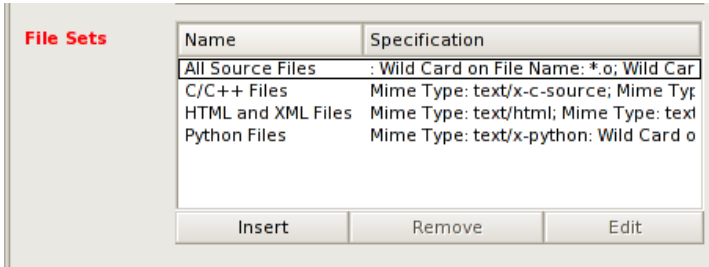 File Sets
Name Specification
All Source Files : Wild Card on File Name: *.o; Wild Car
C/C++ Files Mime Type: text/x-c-source; Mime Typ
HTML and XML Files Mime Type: text/html; Mime Type: text
Python Files Mime Type: text/x-python: Wild Card o
Insert Remove Edit